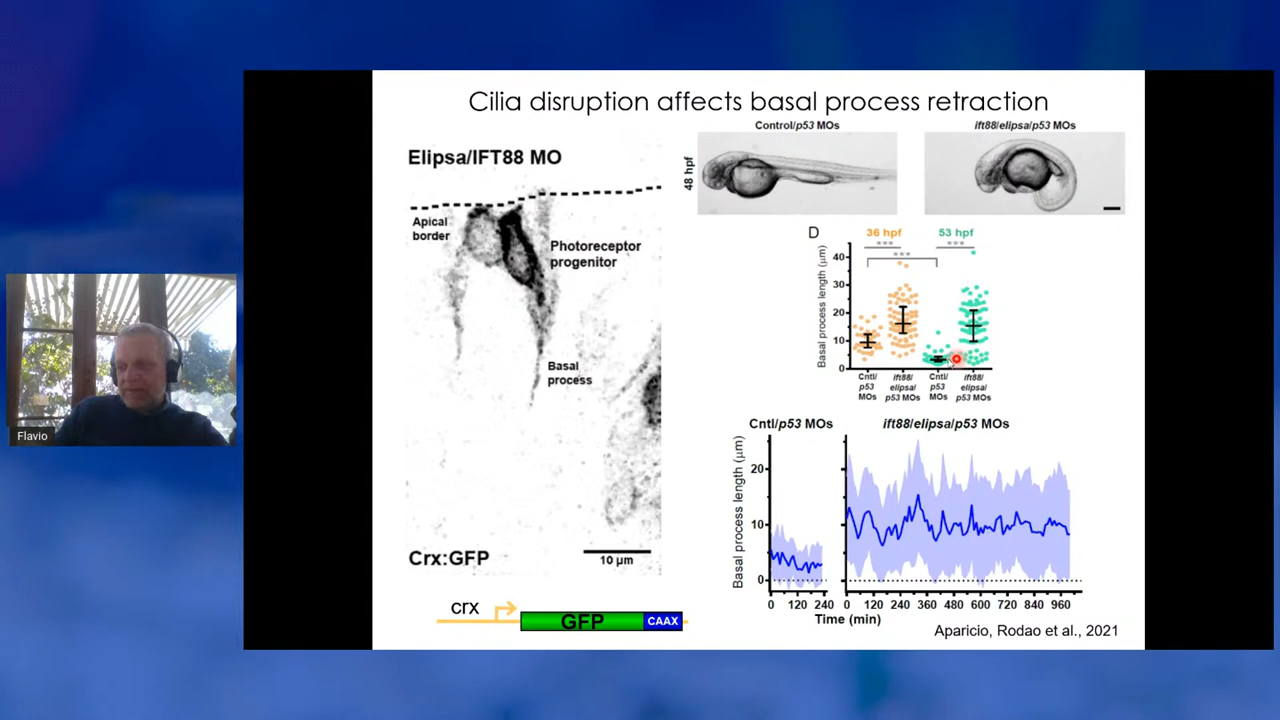 Cilia disruption affects basal process retraction
Elipsa/IFT88 MO
Apical
border
Photoreceptor
progenitor
Basal
process
Crx:GFP
10 µm
crx
GFP
CAAX
Control/p53 MOs
ift88/elipsa/p53 MOs
48 hpf
D
36 hpf
53 hpf
***
***
***
Basal process length (µm)
40
30
20
10
0
Cntl/
p53
MOs
ift88/
elipsa/
p53 MOs
Cntl/
p53
MOs
ift88/
elipsa/
p53 MOs
Cntl/p53 MOs
ift88/elipsa/p53 MOs
Basal process length (µm)
20
10
0
0 120 240
0 120 240 360 480 600 720 840 960
Time (min)
Aparicio, Rodao et al., 2021
Flavio